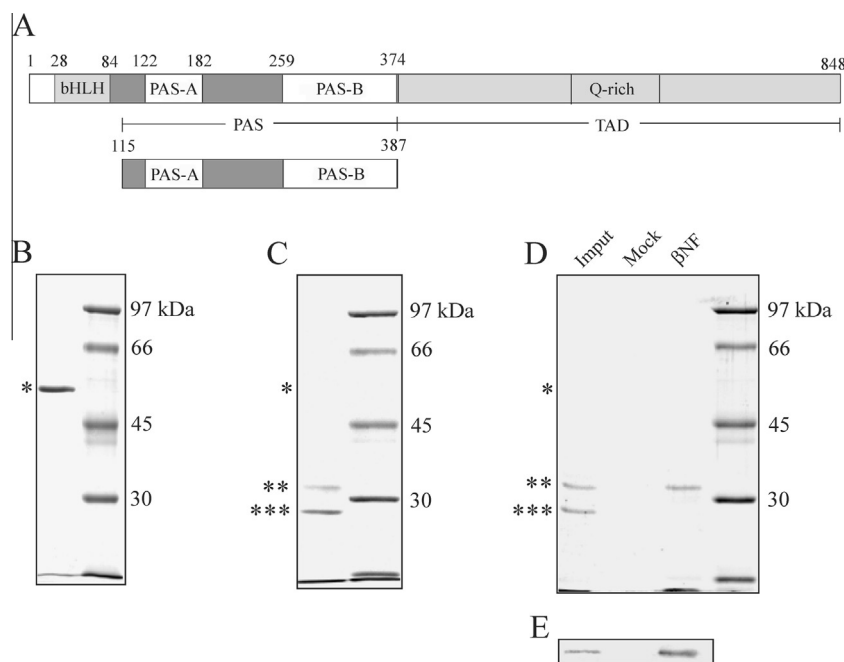 A
1 28 84 122 182 259 374 848
bHLH PAS-A PAS-B Q-rich
PAS TAD
115 387
PAS-A PAS-B
B
97 kDa
66
*
45
30
C
97 kDa
66
*
45
**
30
***
D
Imput Mock βNF
97 kDa
66
*
45
**
30
***
E